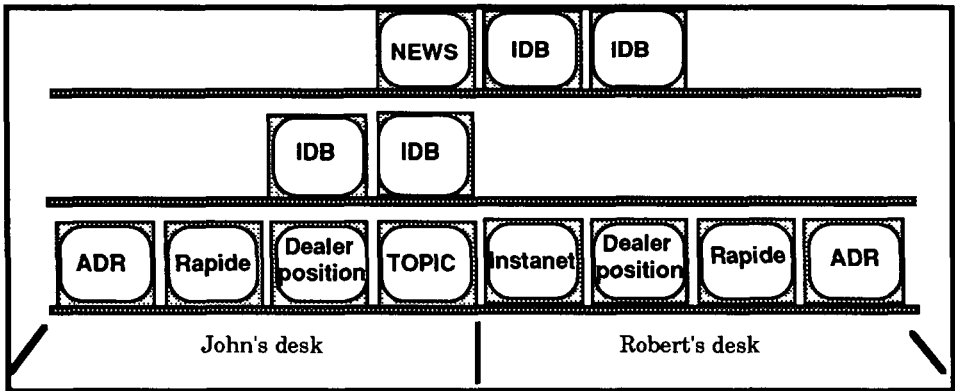 NEWS IDB IDB
IDB IDB
ADR Rapide Dealer position TOPIC Instanet Dealer position Rapide ADR
John's desk Robert's desk